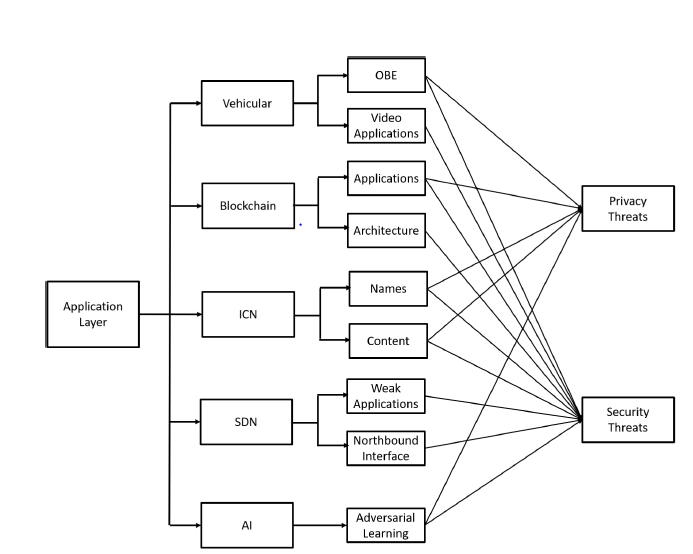 OBE
Vehicular
Video
Applications
Applications
Blockchain
Architecture
Privacy
Threats
Application
Layer
Names
ICN
Content
Weak
Applications
SDN
Northbound
Interface
Security
Threats
AI
Adversarial
Learning